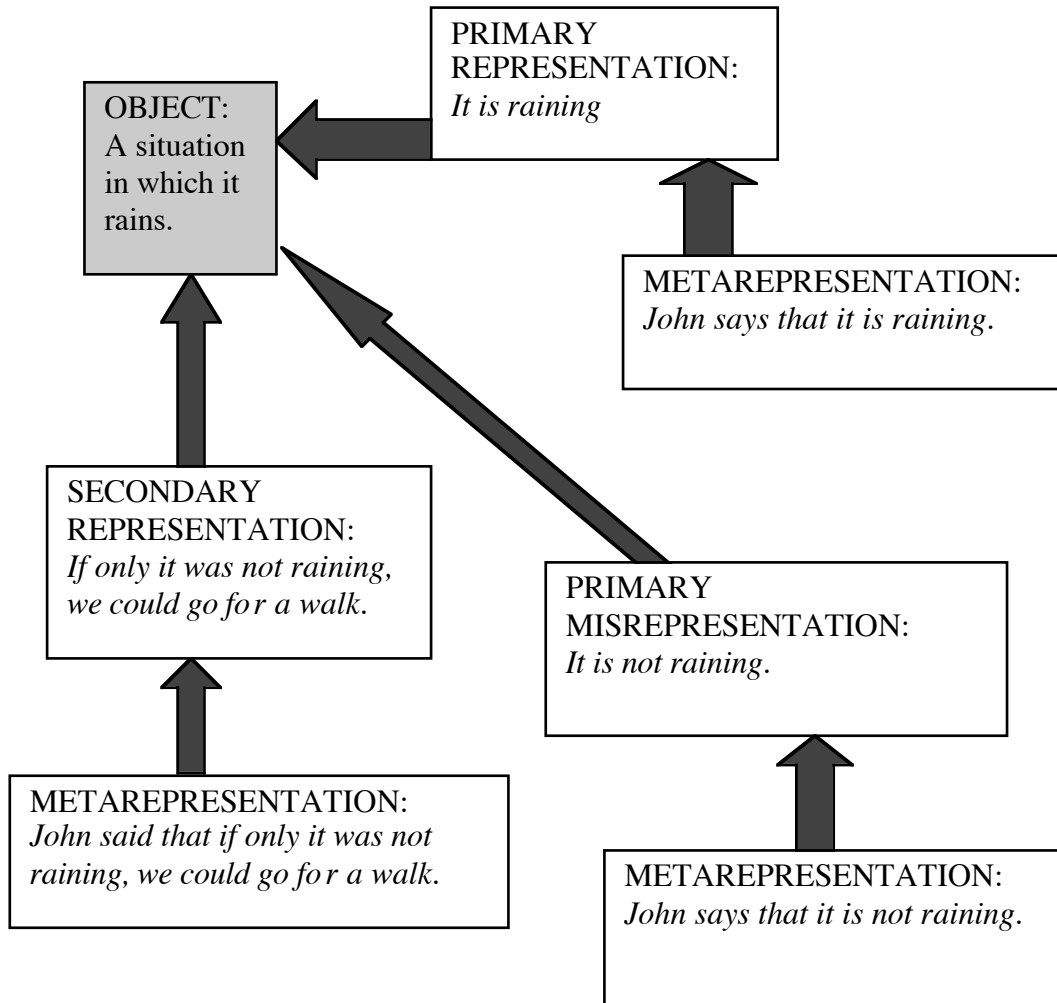 PRIMARY
REPRESENTATION:
It is raining
OBJECT:
A situation
in which it
rains.
METAREPRESENTATION:
John says that it is raining.
SECONDARY
REPRESENTATION:
If only it was not raining,
we could go for a walk.
PRIMARY
MISREPRESENTATION:
It is not raining.
METAREPRESENTATION:
John said that if only it was not
raining, we could go for a walk.
METAREPRESENTATION:
John says that it is not raining.